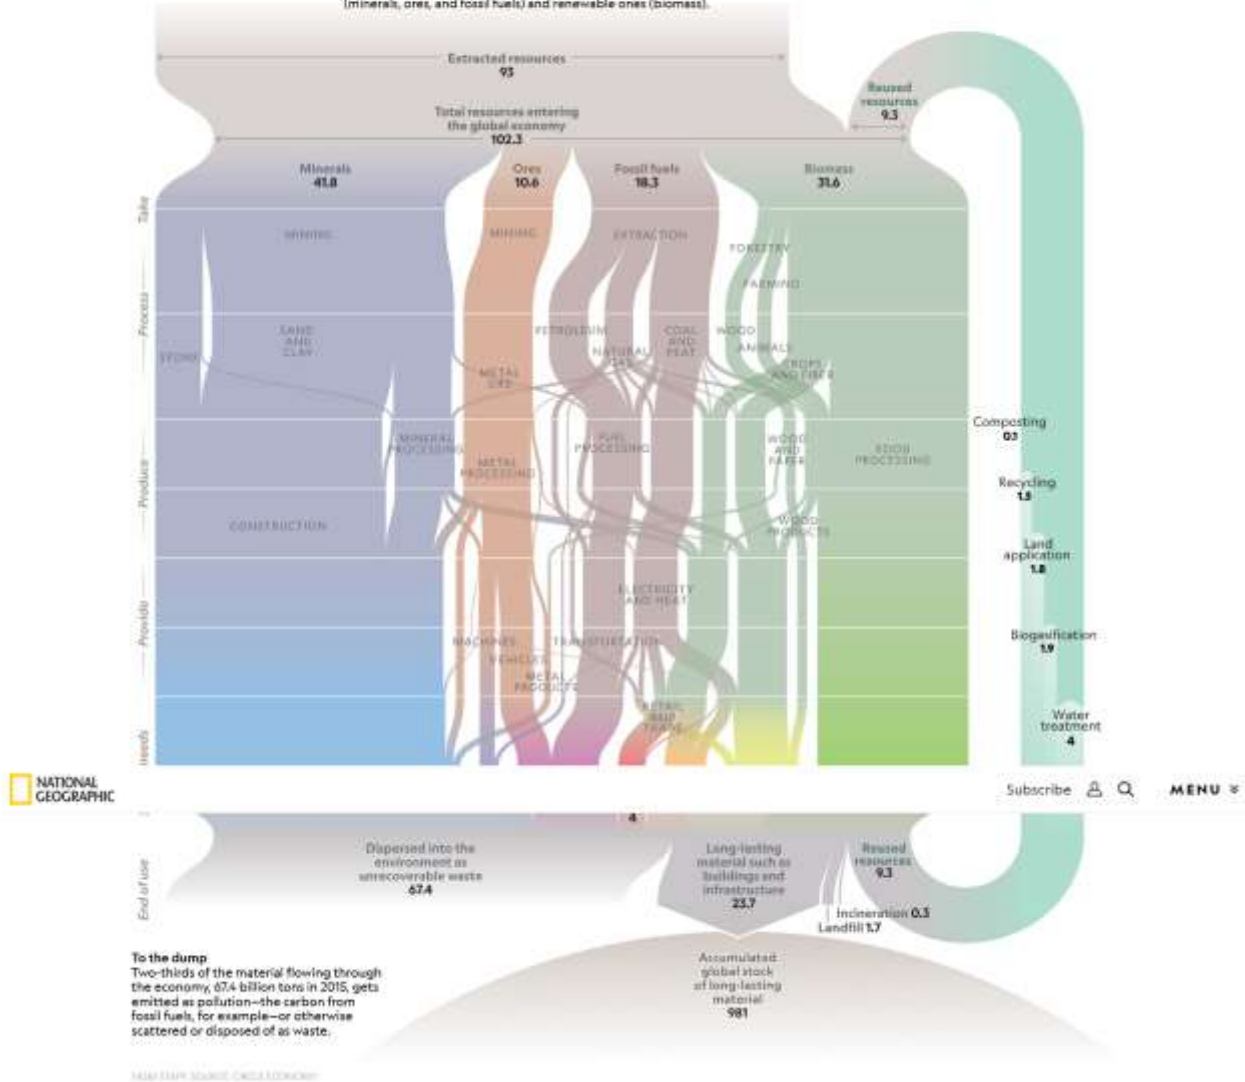 (minerals, ores, and fossil fuels) and renewable ones (biomass).
Extracted resources
93
Reused
resources
9.3
Total resources entering
the global economy
102.3
Minerals
41.8
Ores
10.6
Fossil fuels
18.3
Biomass
31.6
Take
MINING
MINING
EXTRACTION
FORESTRY
FARMING
Process
STONE
SAND
AND
CLAY
METAL
ORE
PETROLEUM
NATURAL
GAS
COAL
AND
PEAT
WOOD
ANIMALS
CROPS
AND FIBER
Produce
MINERAL
PROCESSING
METAL
PROCESSING
FUEL
PROCESSING
WOOD
AND
PAPER
FOOD
PROCESSING
CONSTRUCTION
WOOD
PRODUCTS
Composting
0.1
Recycling
1.5
Land
application
1.8
Provide
ELECTRICITY
AND HEAT
MACHINES
TRANSPORTATION
VEHICLES
METAL
PRODUCTS
RETAIL
AND
TRADE
Biogasification
1.9
Water
treatment
4
needs
NATIONAL
GEOGRAPHIC
Subscribe
MENU
4
End of use
Dispersed into the
environment as
unrecoverable waste
67.4
Long-lasting
material such as
buildings and
infrastructure
23.7
Reused
resources
9.3
Incineration 0.3
Landfill 1.7
Accumulated
global stock
of long-lasting
material
981
To the dump
Two-thirds of the material flowing through
the economy, 67.4 billion tons in 2015, gets
emitted as pollution—the carbon from
fossil fuels, for example—or otherwise
scattered or disposed of as waste.
NGM STAFF. SOURCE: CIRCLE ECONOMY